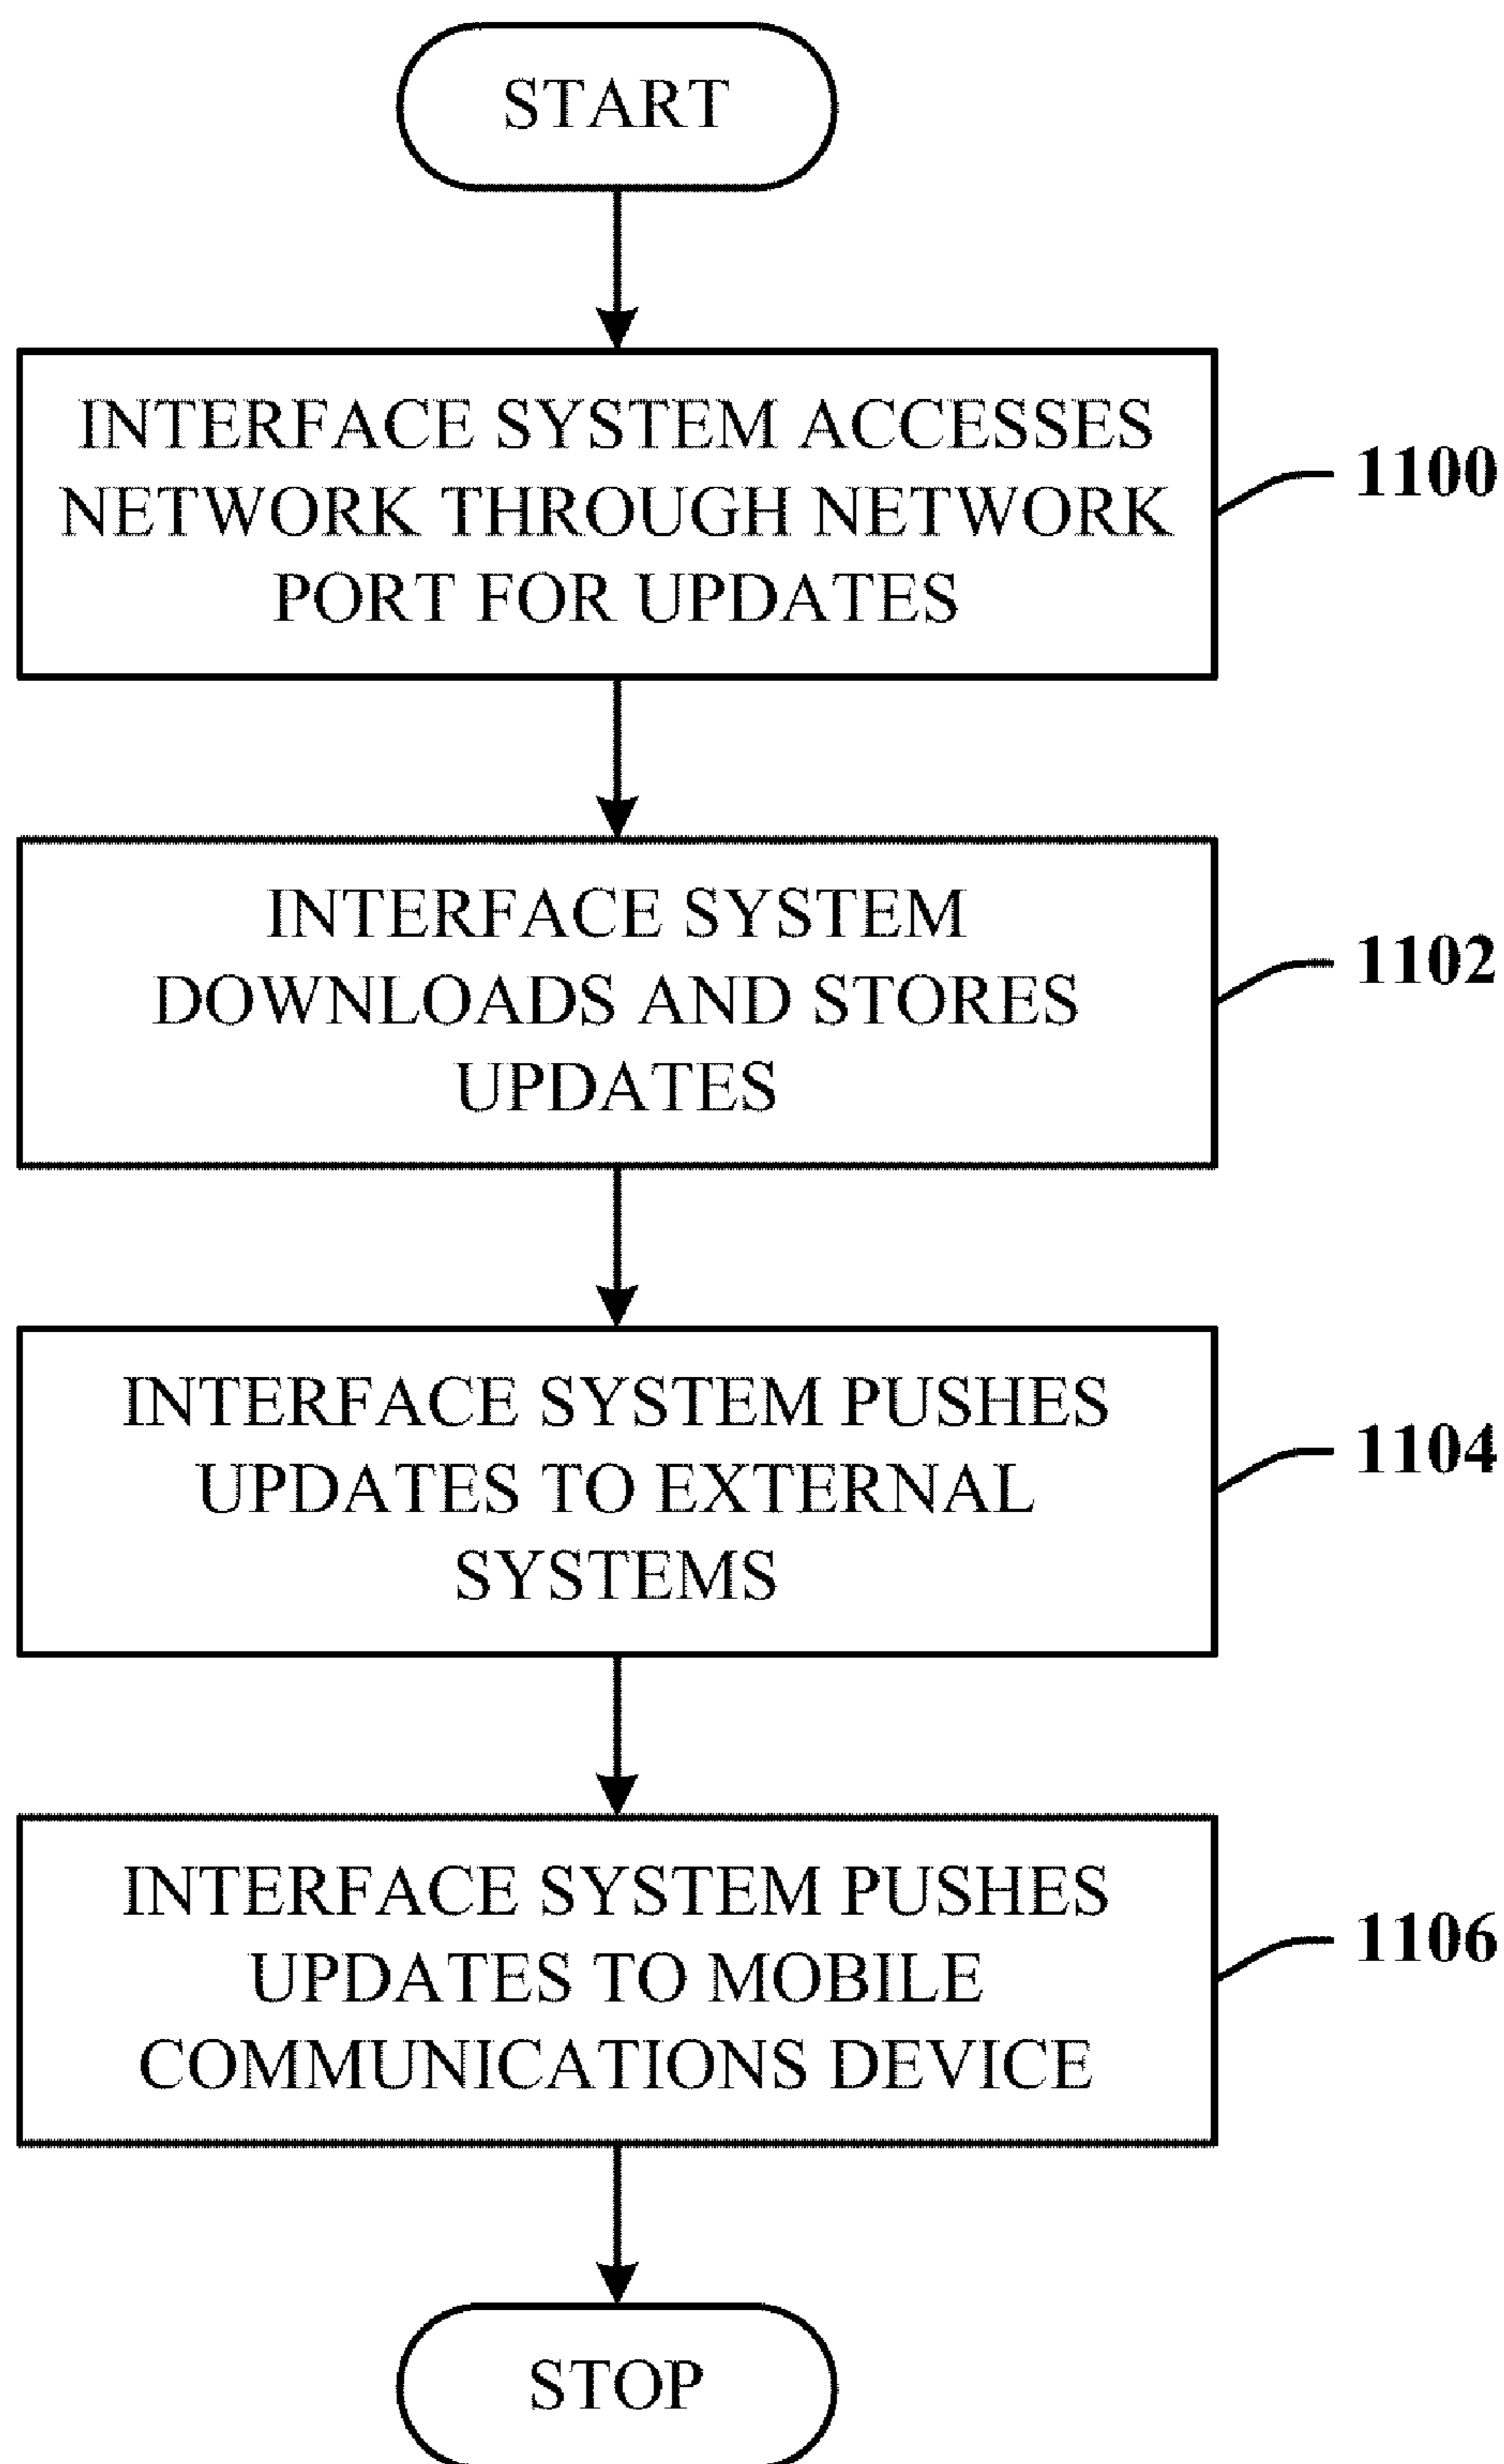 START
INTERFACE SYSTEM ACCESSES
NETWORK THROUGH NETWORK
PORT FOR UPDATES
1100
INTERFACE SYSTEM
DOWNLOADS AND STORES
UPDATES
1102
INTERFACE SYSTEM PUSHES
UPDATES TO EXTERNAL
SYSTEMS
1104
INTERFACE SYSTEM PUSHES
UPDATES TO MOBILE
COMMUNICATIONS DEVICE
1106
STOP